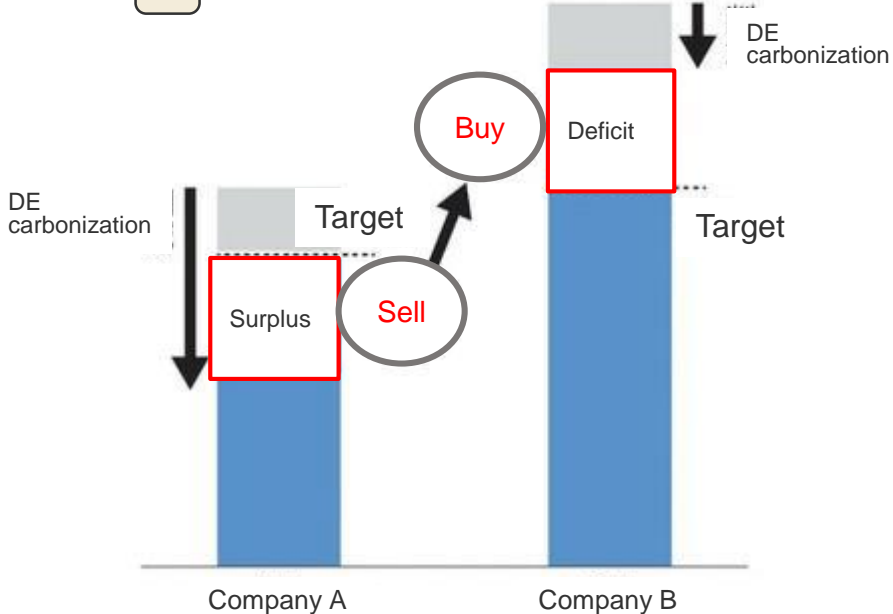 DE
carbonization
Buy
Deficit
DE
carbonization
Target
Target
Surplus
Sell
Company A
Company B